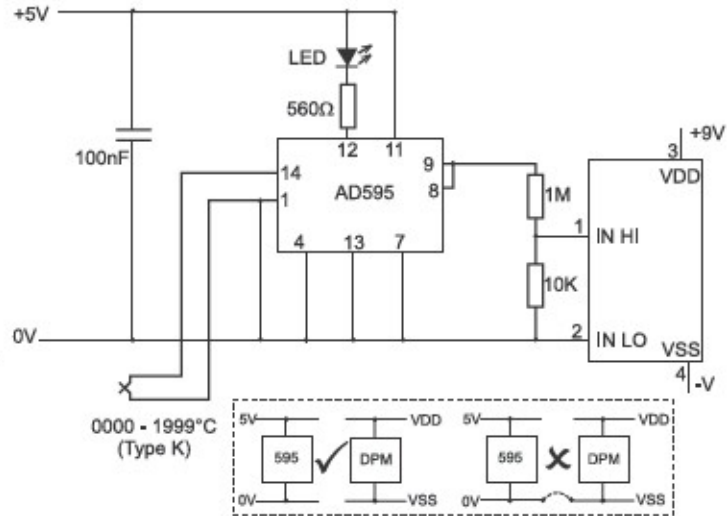 +5V
LED
560Ω
100nF
12 11
14
1
AD595
9
8
4 13 7
+9V
3
VDD
1M
1 IN HI
10K
0V
2 IN LO
VSS
4
-V
0000 - 1999°C
(Type K)
5V 595 0V
VDD DPM VSS
5V 595 0V
VDD DPM VSS